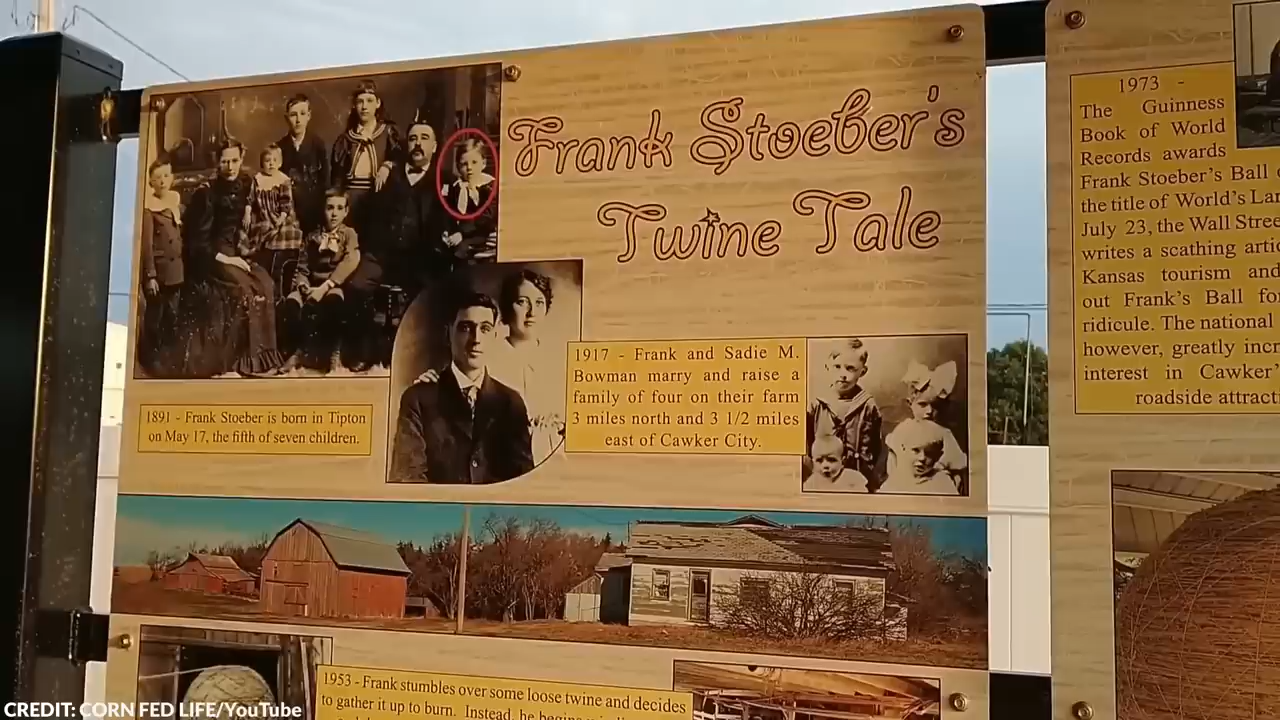 Frank Stoeber's
Twine Tale
1891 - Frank Stoeber is born in Tipton
on May 17, the fifth of seven children.
1917 - Frank and Sadie M.
Bowman marry and raise a
family of four on their farm
3 miles north and 3 1/2 miles
east of Cawker City.
1953 - Frank stumbles over some loose twine and decides
to gather it up to burn. Instead, he
1973 -
The Guinness
Book of World
Records awards
Frank Stoeber's Ball
the title of World's
July 23, the Wall
writes a scathing
Kansas tourism and
out Frank's Ball
ridicule. The national
however, greatly
interest in Cawker
roadside
CREDIT: CORN FED LIFE/YouTube